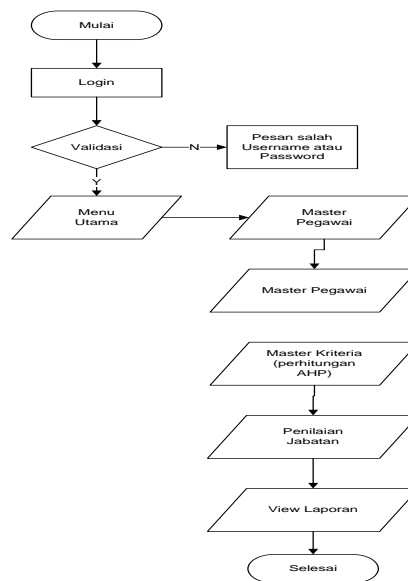 Mulai
Login
Validasi
N
Pesan salah
Username atau
Password
Y
Menu
Utama
Master
Pegawai
Master Pegawai
Master Kriteria
(perhitungan
AHP)
Penilaian
Jabatan
View Laporan
Selesai